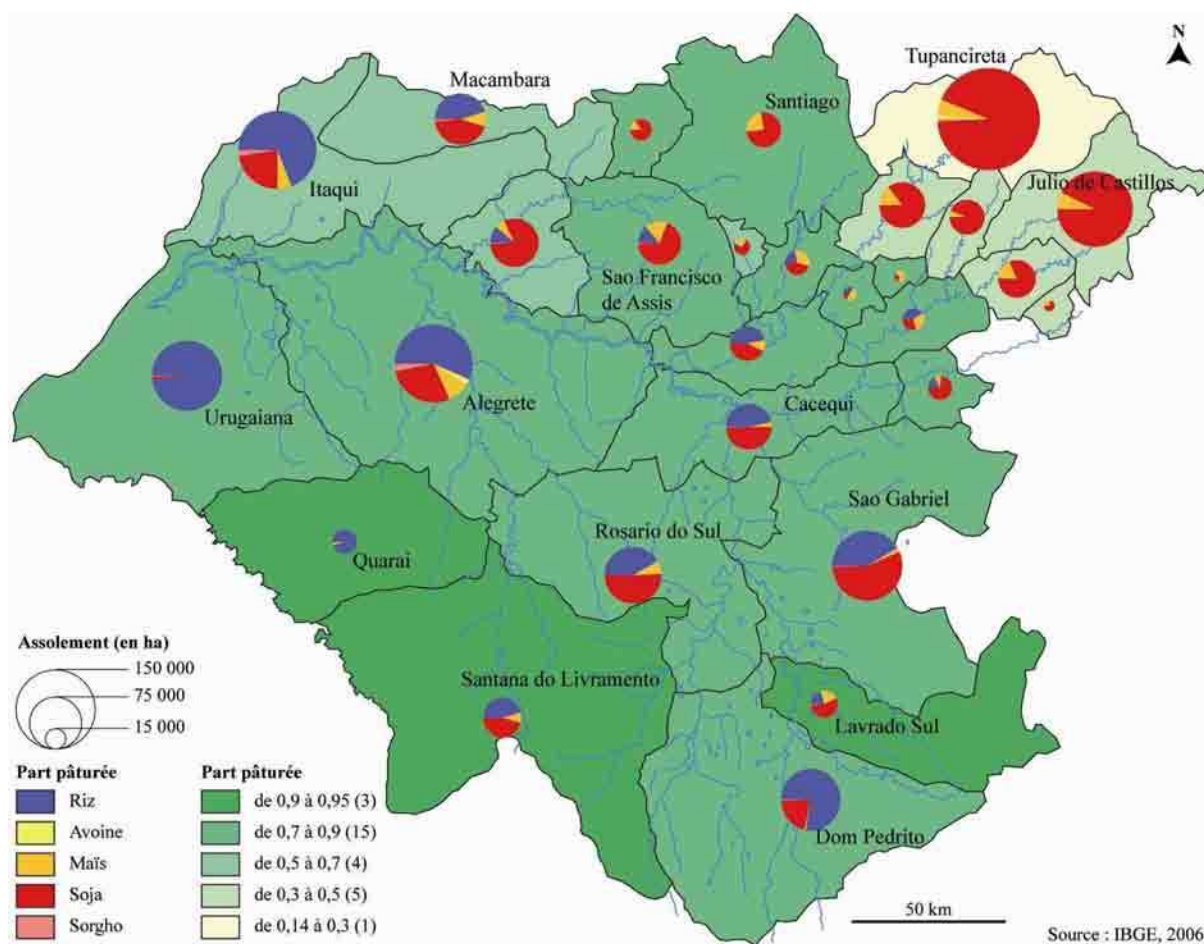 N
Tupancireta
Macambara
Santiago
Itaqui
Julio de Castillos
Sao Francisco
de Assis
Urugaiana
Alegrete
Cacequi
Sao Gabriel
Rosario do Sul
Quarai
Santana do Livramento
Lavrado Sul
Dom Pedrito
Assolement (en ha)
150 000
75 000
15 000
Part pâturée
Riz
Avoine
Maïs
Soja
Sorgho
Part pâturée
de 0,9 à 0,95 (3)
de 0,7 à 0,9 (15)
de 0,5 à 0,7 (4)
de 0,3 à 0,5 (5)
de 0,14 à 0,3 (1)
50 km
Source : IBGE, 2006